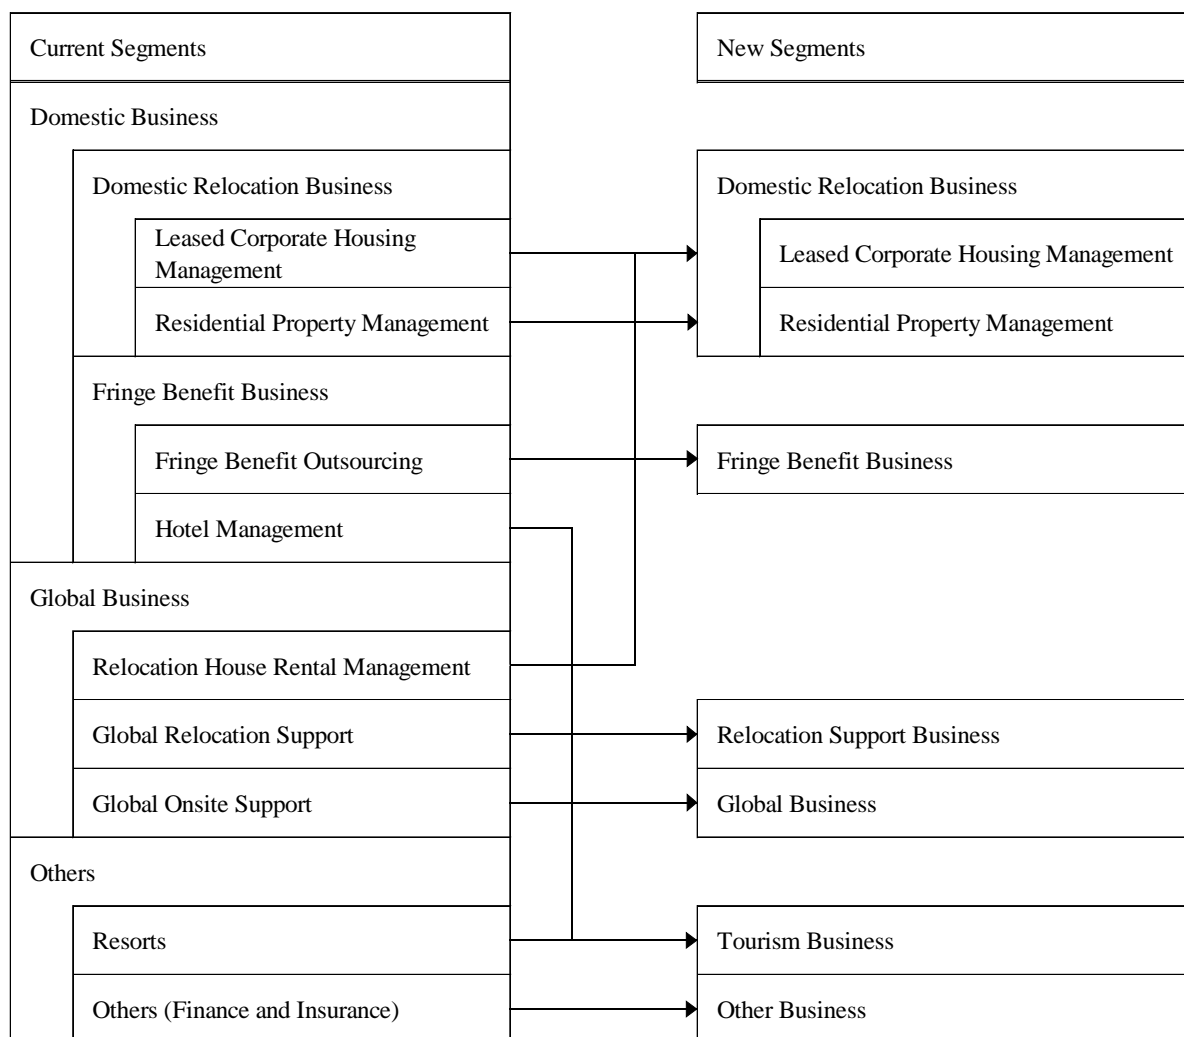 Current Segments
New Segments
Domestic Business
Domestic Relocation Business
Domestic Relocation Business
Leased Corporate Housing
Management
Leased Corporate Housing Management
Residential Property Management
Residential Property Management
Fringe Benefit Business
Fringe Benefit Outsourcing
Fringe Benefit Business
Hotel Management
Global Business
Relocation House Rental Management
Global Relocation Support
Relocation Support Business
Global Onsite Support
Global Business
Others
Resorts
Tourism Business
Others (Finance and Insurance)
Other Business